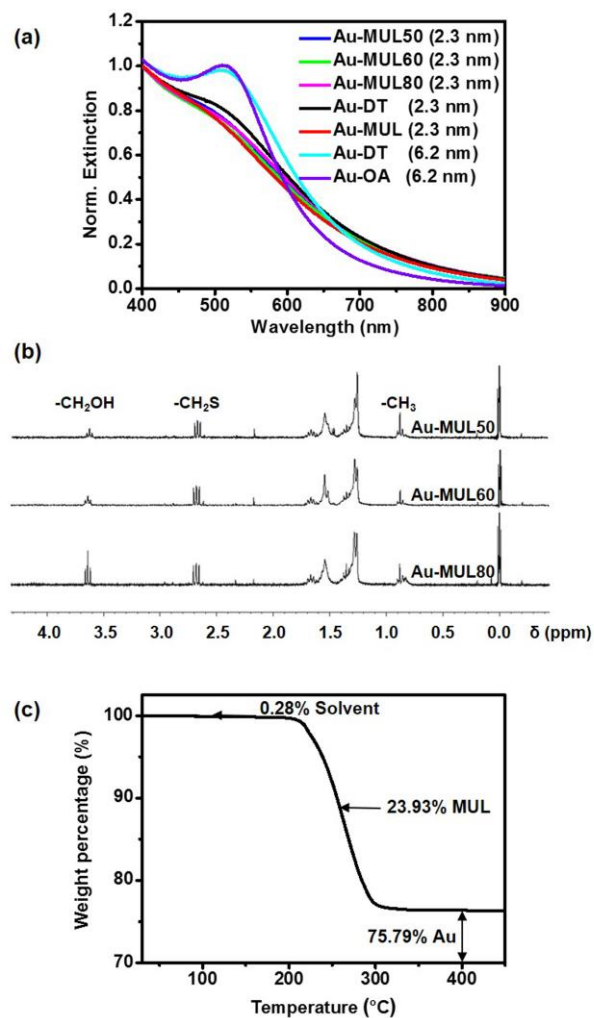 (a)
Norm. Extinction
1.2
1.0
0.8
0.6
0.4
0.2
0.0
Au-MUL50 (2.3 nm)
Au-MUL60 (2.3 nm)
Au-MUL80 (2.3 nm)
Au-DT (2.3 nm)
Au-MUL (2.3 nm)
Au-DT (6.2 nm)
Au-OA (6.2 nm)
400 500 600 700 800 900
Wavelength (nm)
(b)
-CH₂OH -CH₂S -CH₃
Au-MUL50
Au-MUL60
Au-MUL80
4.0 3.5 3.0 2.5 2.0 1.5 1.0 0.5 0.0 δ (ppm)
(c)
Weight percentage (%)
100
90
80
70
0.28% Solvent
23.93% MUL
75.79% Au
100 200 300 400
Temperature (°C)